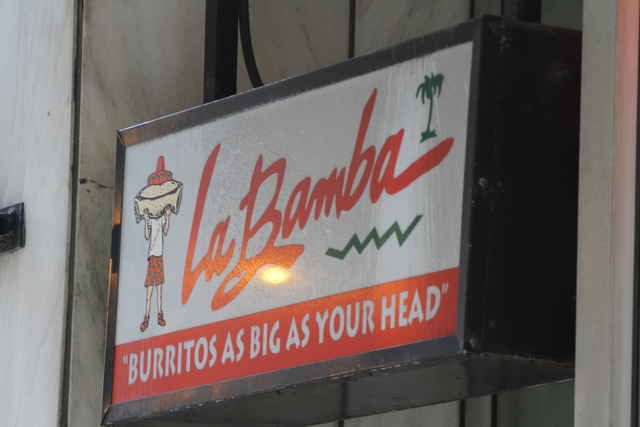 La Bamba
"BURRITOS AS BIG AS YOUR HEAD"